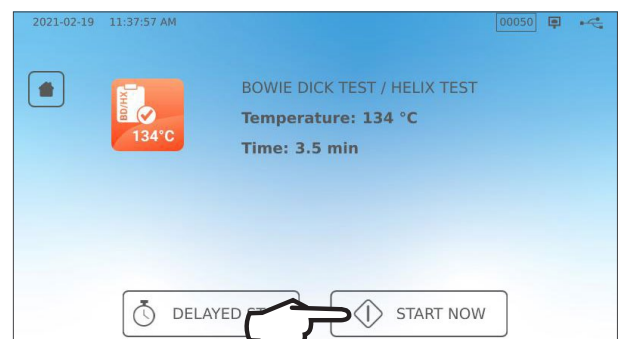 2021-02-19 11:37:57 AM 00050
BOWIE DICK TEST / HELIX TEST
BD/HX
134°C
Temperature: 134 °C
Time: 3.5 min
DELAYED START NOW